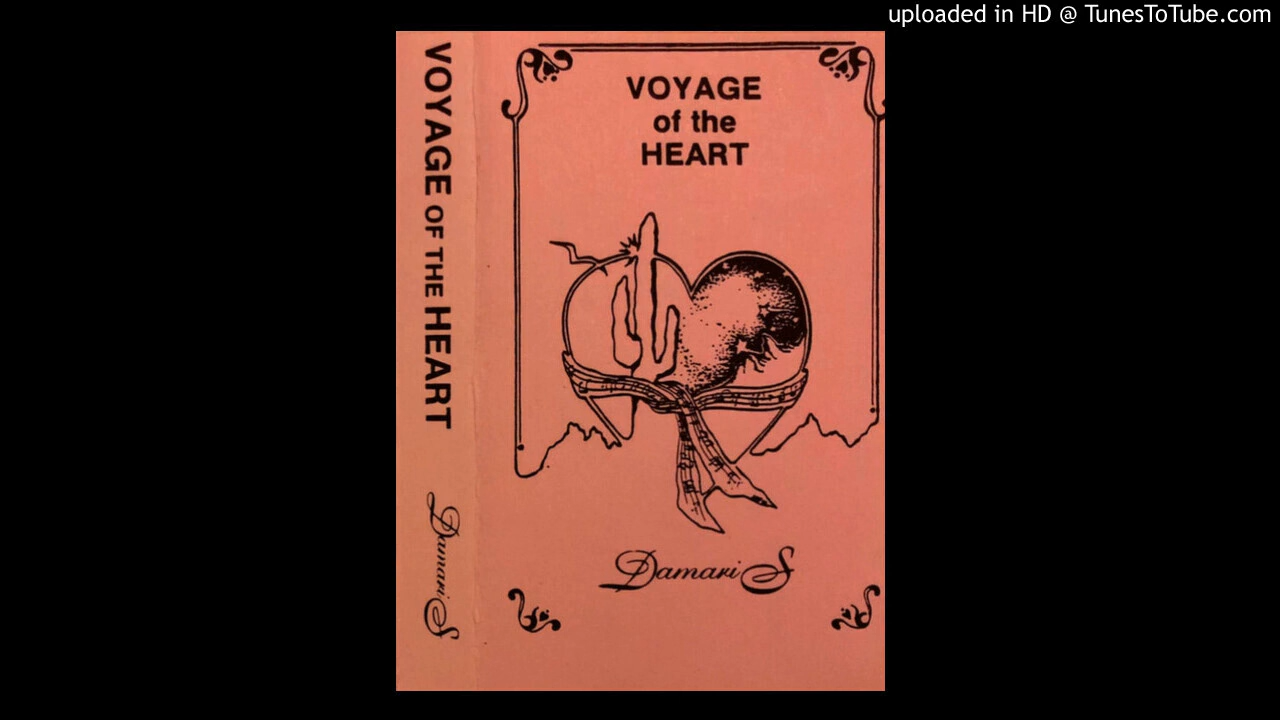 uploaded in HD @ TunesToTube.com
VOYAGE OF THE HEART
DamariS
VOYAGE
of the
HEART
DamariS